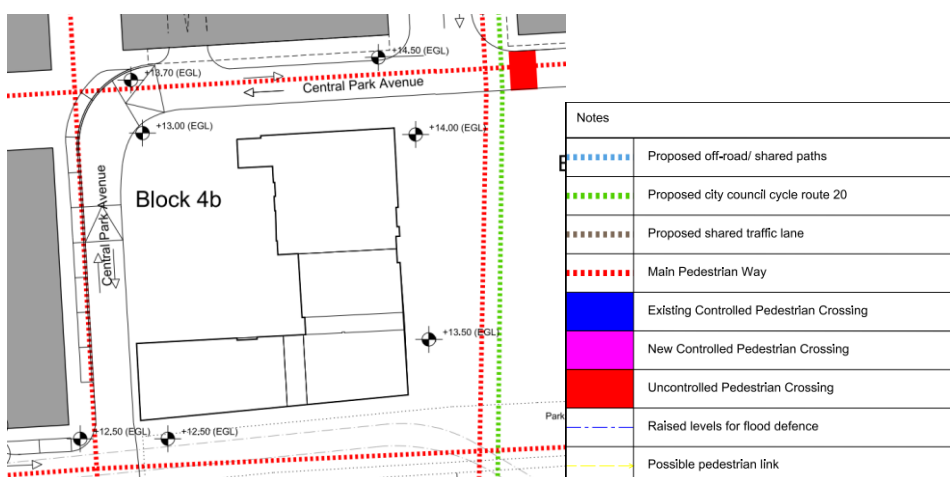 +14.50 (EGL)
+13.70 (EGL)
Central Park Avenue
+13.00 (EGL)
+14.00 (EGL)
Block 4b
Central Park Avenue
+13.50 (EGL)
Park
+12.50 (EGL)
+12.50 (EGL)
Notes
Proposed off-road/ shared paths
Proposed city council cycle route 20
Proposed shared traffic lane
Main Pedestrian Way
Existing Controlled Pedestrian Crossing
New Controlled Pedestrian Crossing
Uncontrolled Pedestrian Crossing
Raised levels for flood defence
Possible pedestrian link